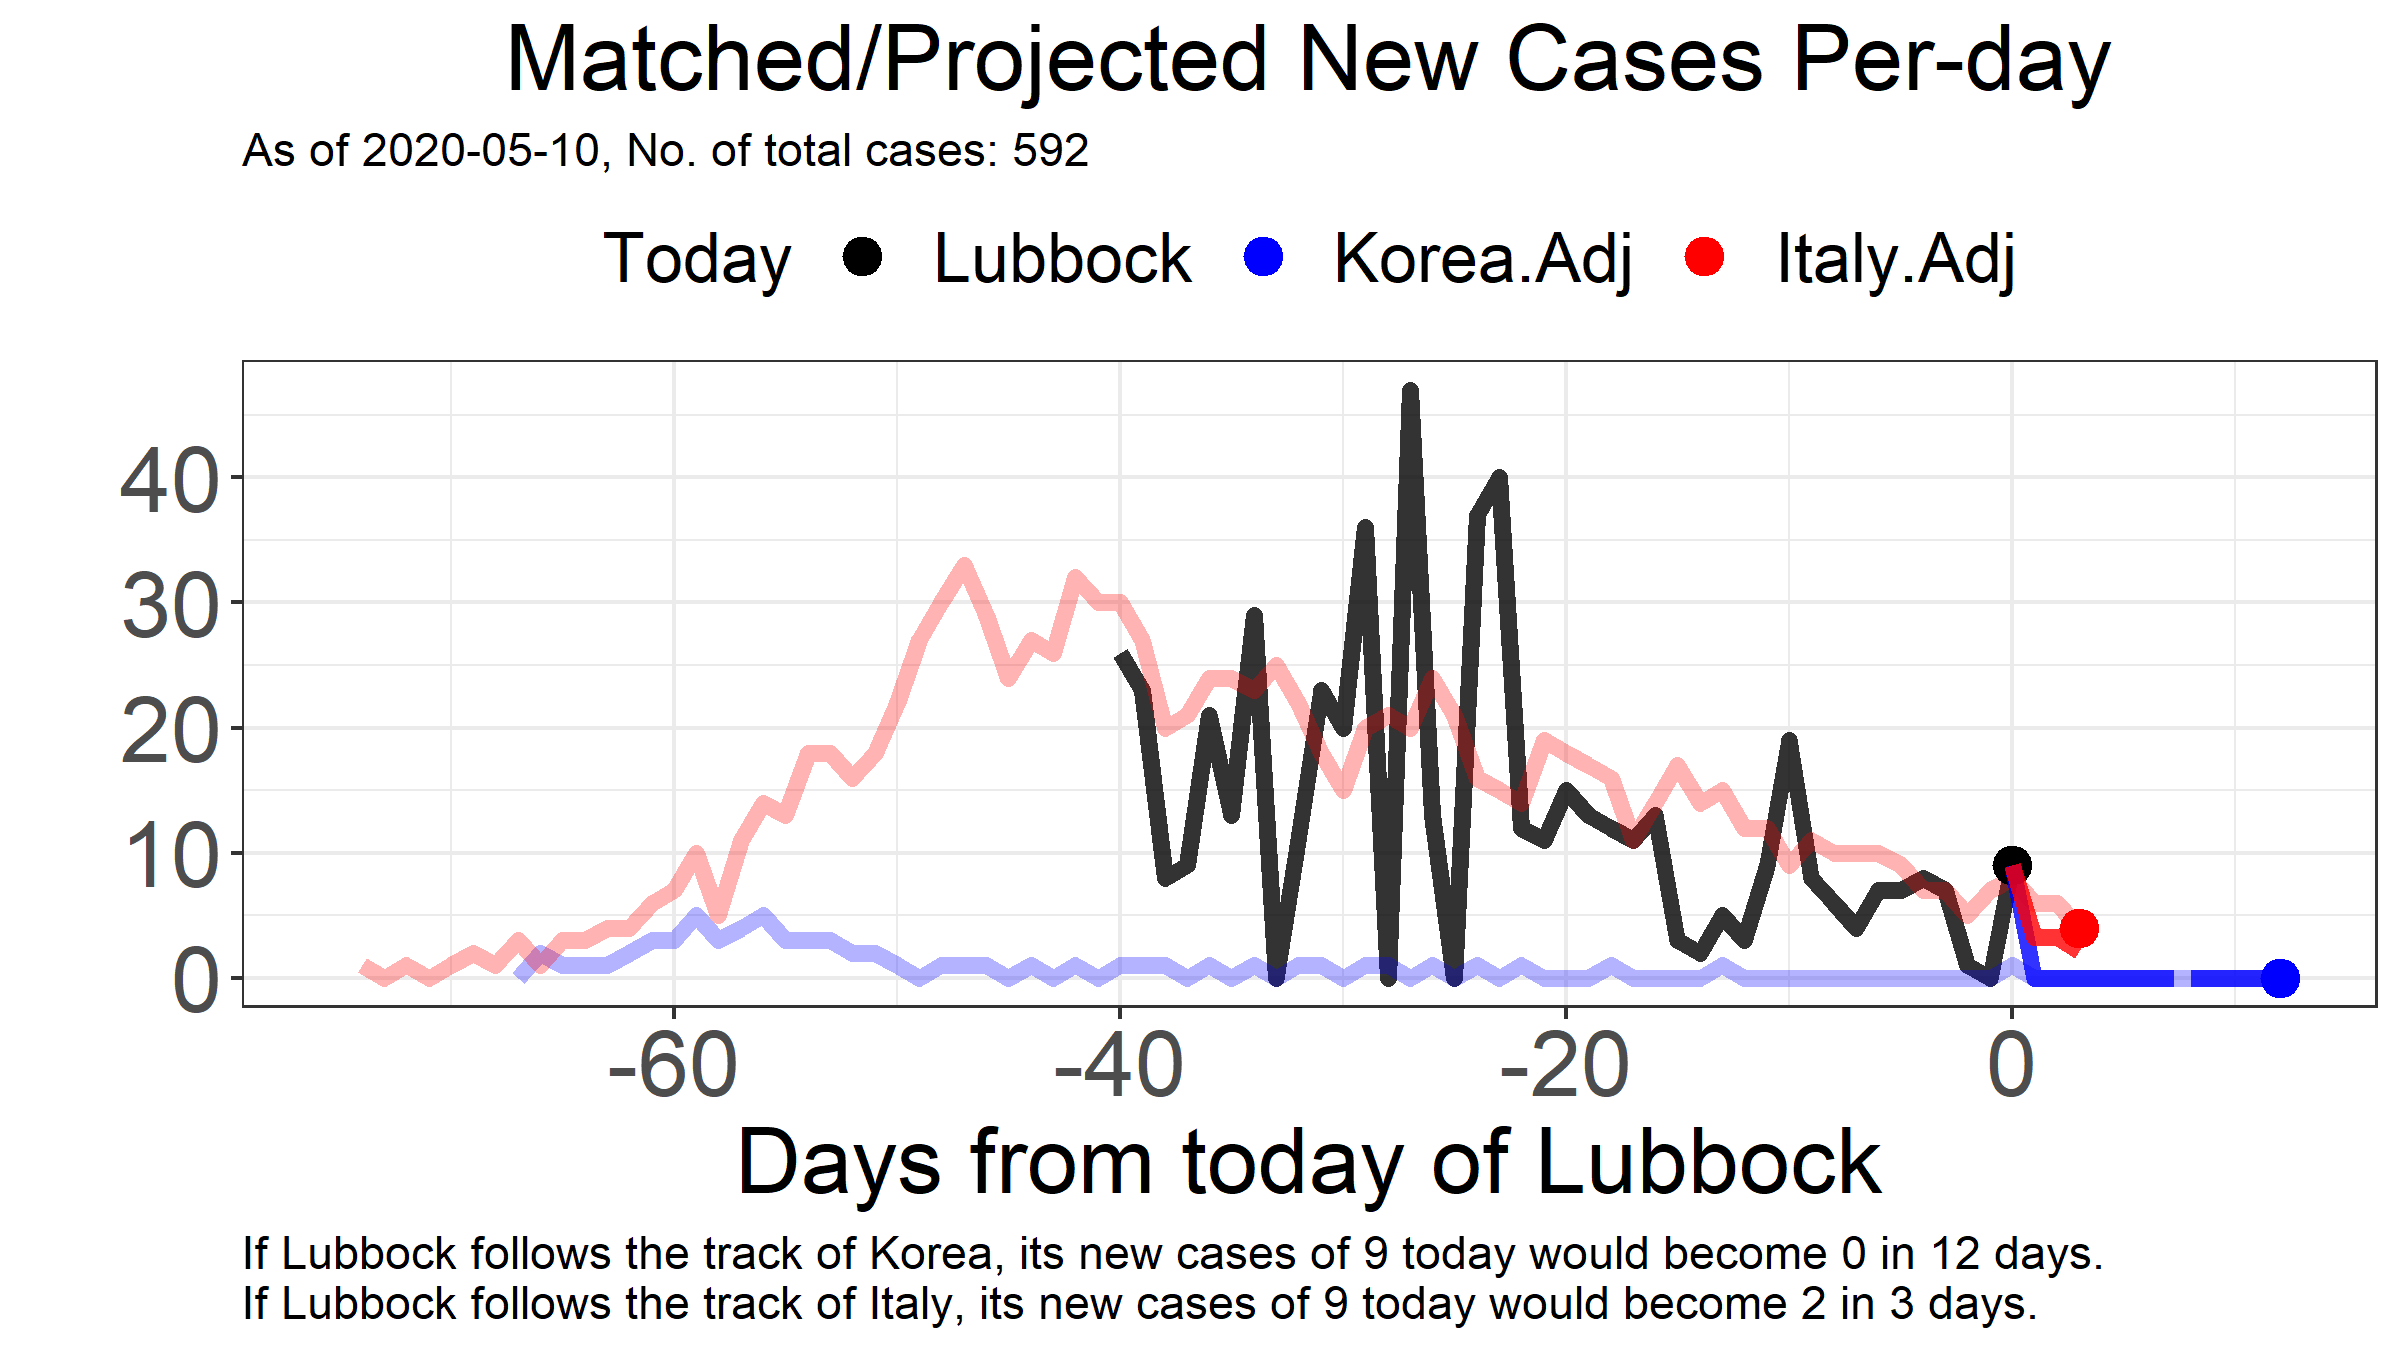 Matched/Projected New Cases Per-day
As of 2020-05-10, No. of total cases: 592
Today Lubbock Korea.Adj Italy.Adj
40
30
20
10
0
-60 -40 -20 0
Days from today of Lubbock
If Lubbock follows the track of Korea, its new cases of 9 today would become 0 in 12 days.
If Lubbock follows the track of Italy, its new cases of 9 today would become 2 in 3 days.